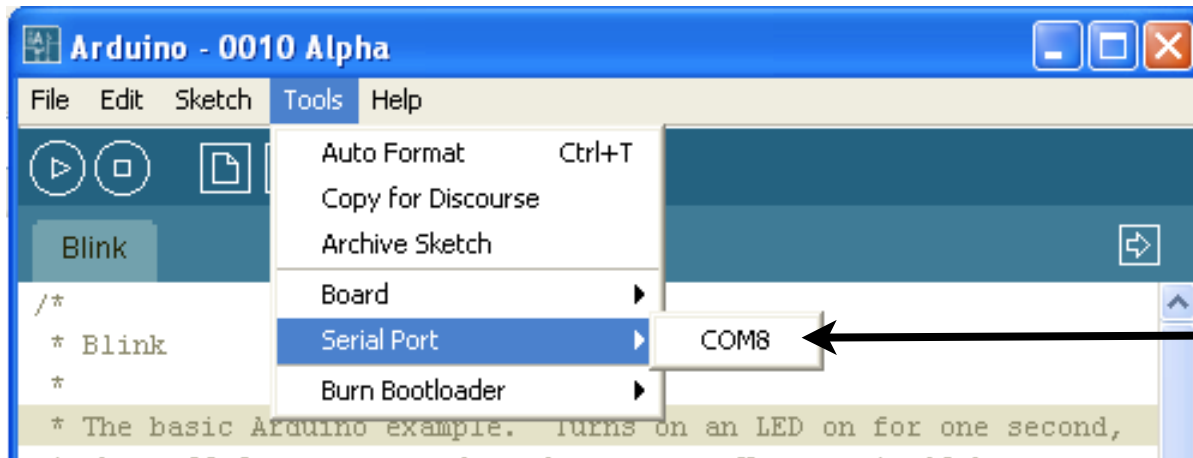 Arduino - 0010 Alpha
File Edit Sketch Tools Help
Auto Format Ctrl+T
Copy for Discourse
Archive Sketch
Board
Serial Port
COM8
Burn Bootloader
Blink
/*
* Blink
*
* The basic Arduino example. Turns on an LED on for one second,